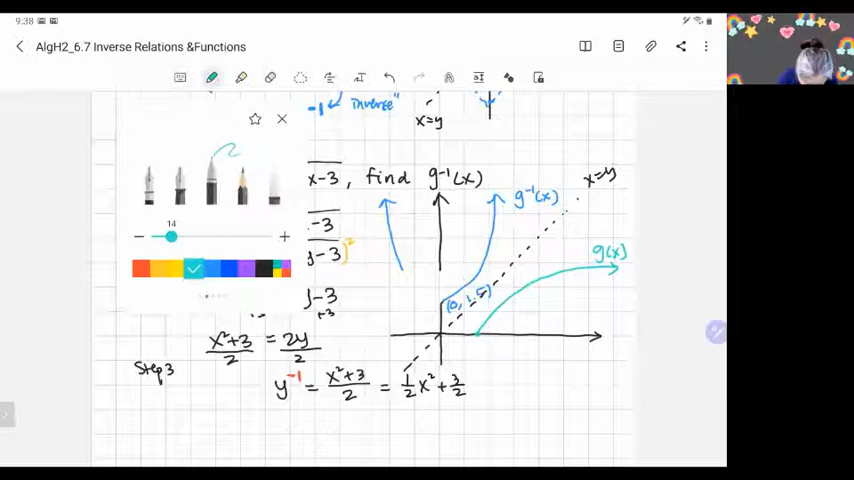 9:38
AlgH2_6.7 Inverse Relations &Functions
-1 inverse"
x=y
x-3, find g⁻¹(x)
x=y
g⁻¹(x)
-3
y-3)²
g(x)
(0, 1.5)
y-3
+3
x²+3/2 = 2y/2
Step 3
y⁻¹ = x²+3/2 = 1/2x² + 3/2
14